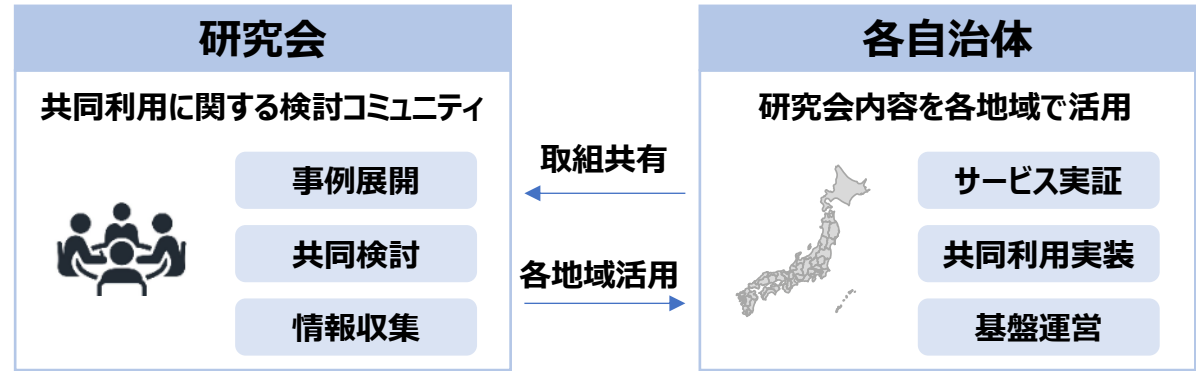 研究会
共同利用に関する検討コミュニティ
事例展開
共同検討
情報収集
取組共有
各地域活用
各自治体
研究会内容を各地域で活用
サービス実証
共同利用実装
基盤運営